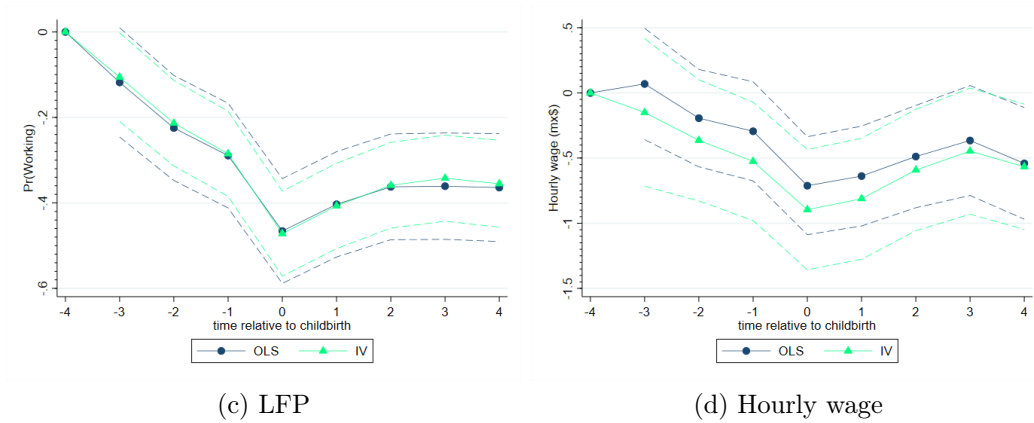 0
-.2
-.4
-.6
Pr(Working)
-4 -3 -2 -1 0 1 2 3 4
time relative to childbirth
OLS IV
(c) LFP
.5
0
-.5
-1
-1.5
Hourly wage (mx$)
-4 -3 -2 -1 0 1 2 3 4
time relative to childbirth
OLS IV
(d) Hourly wage